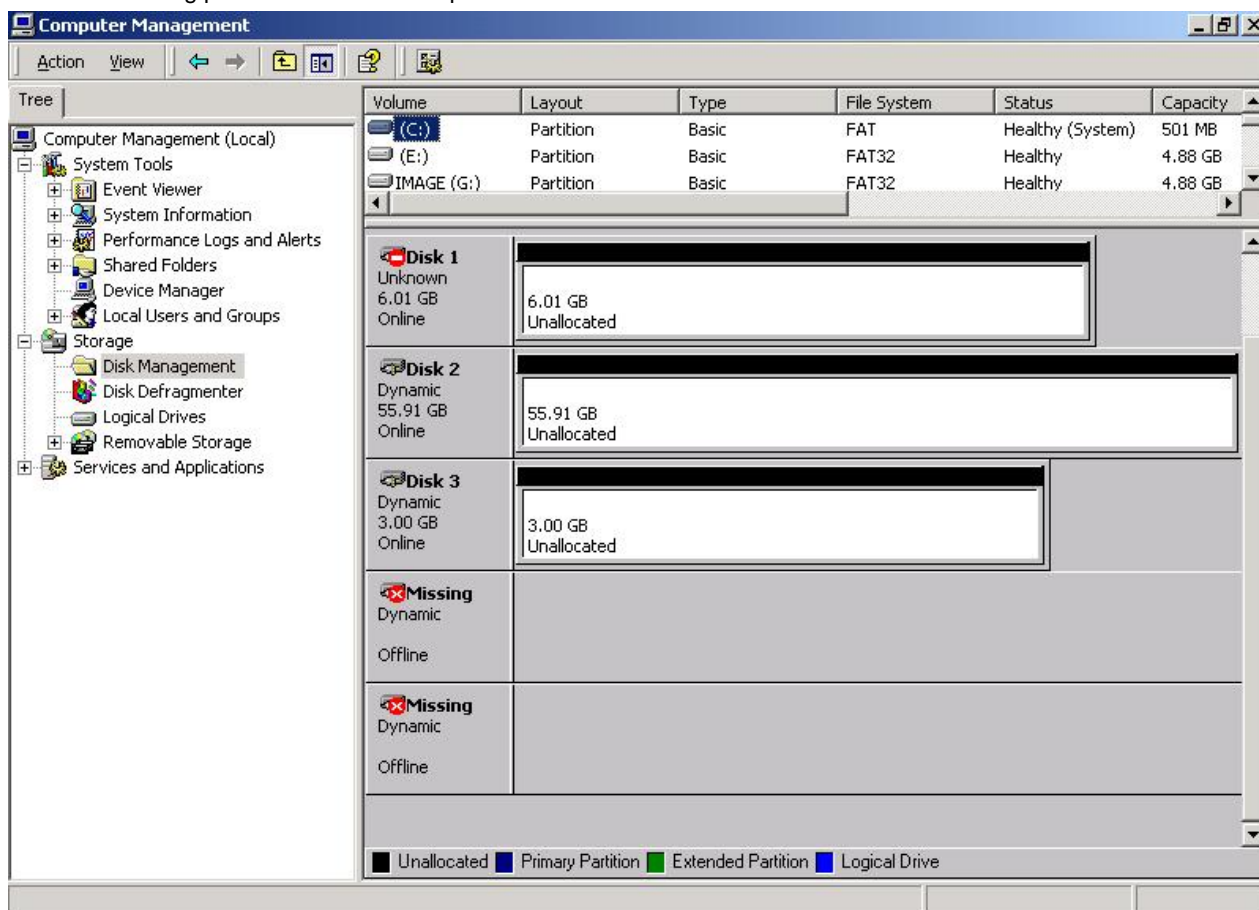 Computer Management
Action View
Tree
Computer Management (Local)
System Tools
Event Viewer
System Information
Performance Logs and Alerts
Shared Folders
Device Manager
Local Users and Groups
Storage
Disk Management
Disk Defragmenter
Logical Drives
Removable Storage
Services and Applications
Volume Layout Type File System Status Capacity
(C:) Partition Basic FAT Healthy (System) 501 MB
(E:) Partition Basic FAT32 Healthy 4.88 GB
IMAGE (G:) Partition Basic FAT32 Healthy 4.88 GB
Disk 1
Unknown
6.01 GB
Online
6.01 GB
Unallocated
Disk 2
Dynamic
55.91 GB
Online
55.91 GB
Unallocated
Disk 3
Dynamic
3.00 GB
Online
3.00 GB
Unallocated
Missing
Dynamic
Offline
Missing
Dynamic
Offline
Unallocated Primary Partition Extended Partition Logical Drive